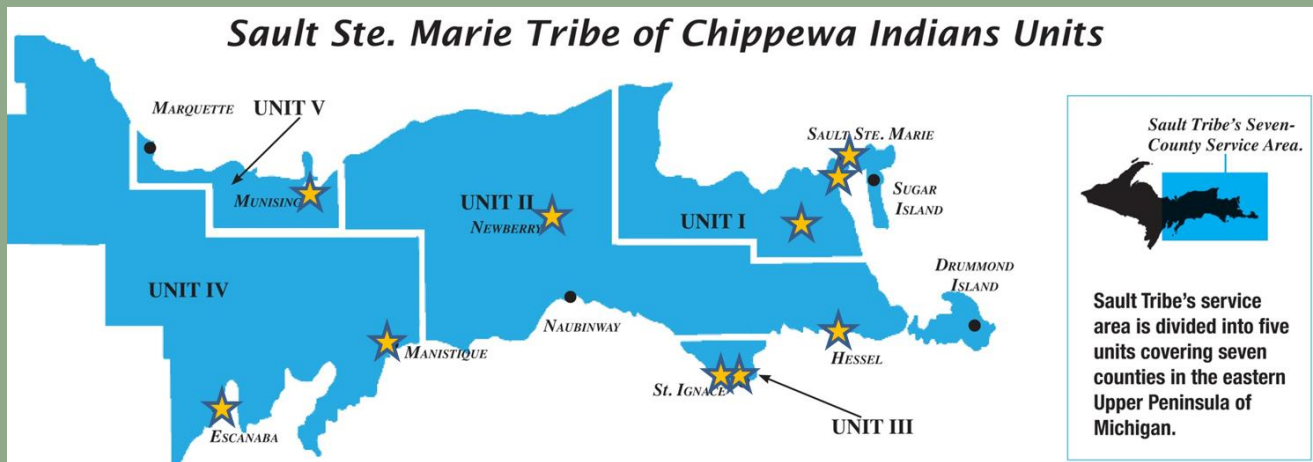 Sault Ste. Marie Tribe of Chippewa Indians Units
MARQUETTE
UNIT V
MUNISING
UNIT II
NEWBERRY
UNIT I
SAULT STE. MARIE
SUGAR
ISLAND
UNIT IV
DRUMMOND
ISLAND
NAUBINWAY
MANISTIQUE
HESSEL
ST. IGNACE
UNIT III
ESCANABA
Sault Tribe's Seven-
County Service Area.
Sault Tribe's service
area is divided into five
units covering seven
counties in the eastern
Upper Peninsula of
Michigan.